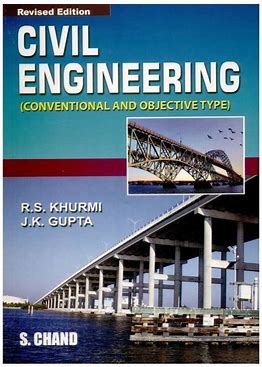 Revised Edition
CIVIL
ENGINEERING
(CONVENTIONAL AND OBJECTIVE TYPE)
R.S. KHURMI
J.K. GUPTA
S. CHAND